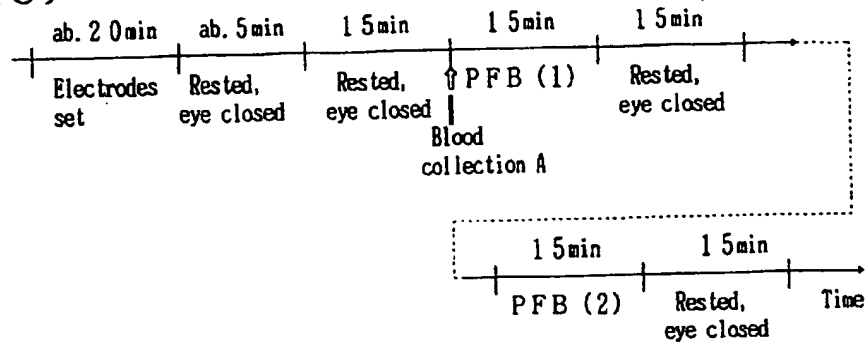 ab. 20min ab. 5min 15min 15min 15min
Electrodes Rested, Rested, PFB (1) Rested,
set eye closed eye closed eye closed
Blood
collection A
15min 15min
PFB (2) Rested, Time
eye closed